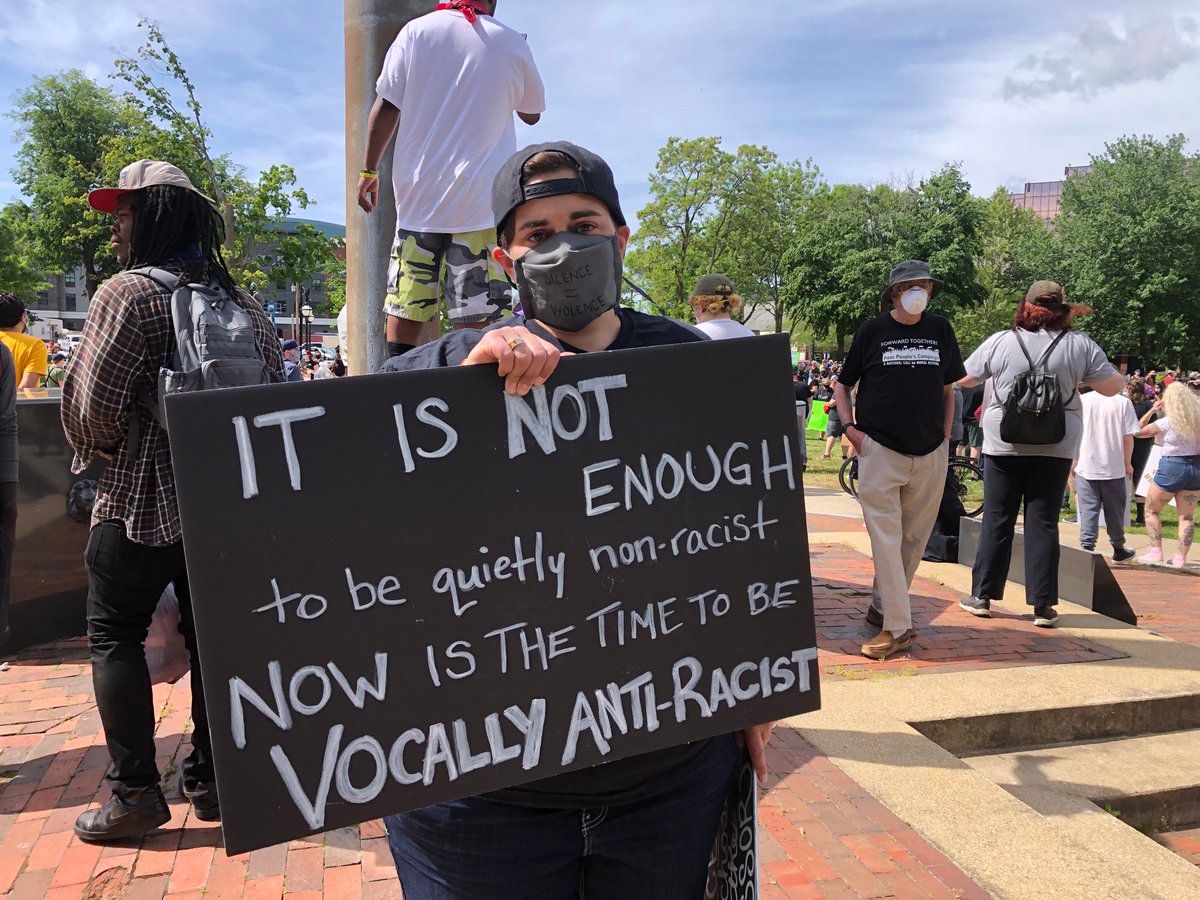 SILENCE
=
VIOLENCE
FORWARD TOGETHER!
Poor People's Campaign
A NATIONAL CALL for MORAL REVIVAL
IT IS NOT
ENOUGH
to be quietly non-racist
NOW IS THE TIME TO BE
VOCALLY ANTI-RACIST